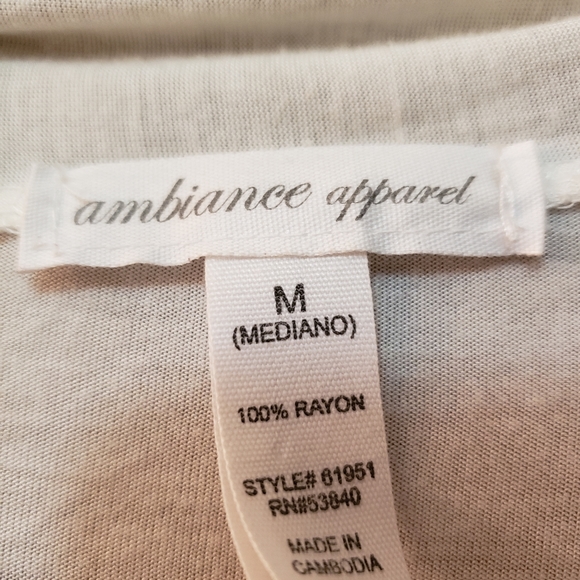 ambiance apparel
M
(MEDIANO)
100% RAYON
STYLE# 61951
RN#53840
MADE IN
CAMBODIA